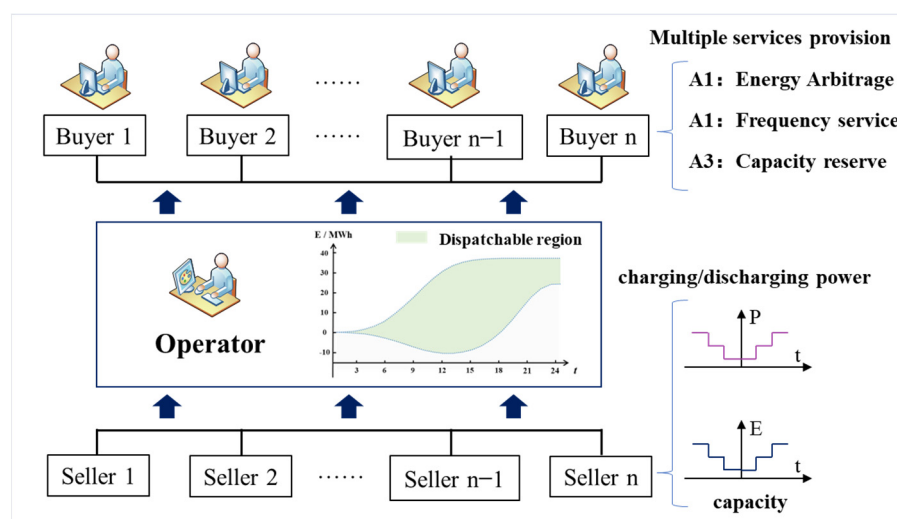 Multiple services provision
A1: Energy Arbitrage
A1: Frequency service
A3: Capacity reserve
......
Buyer 1
Buyer 2
......
Buyer n−1
Buyer n
E / MWh
Dispatchable region
40
30
20
10
0
-10
3 6 9 12 15 18 21 24 t
Operator
charging/discharging power
P
t
E
t
capacity
Seller 1
Seller 2
......
Seller n−1
Seller n